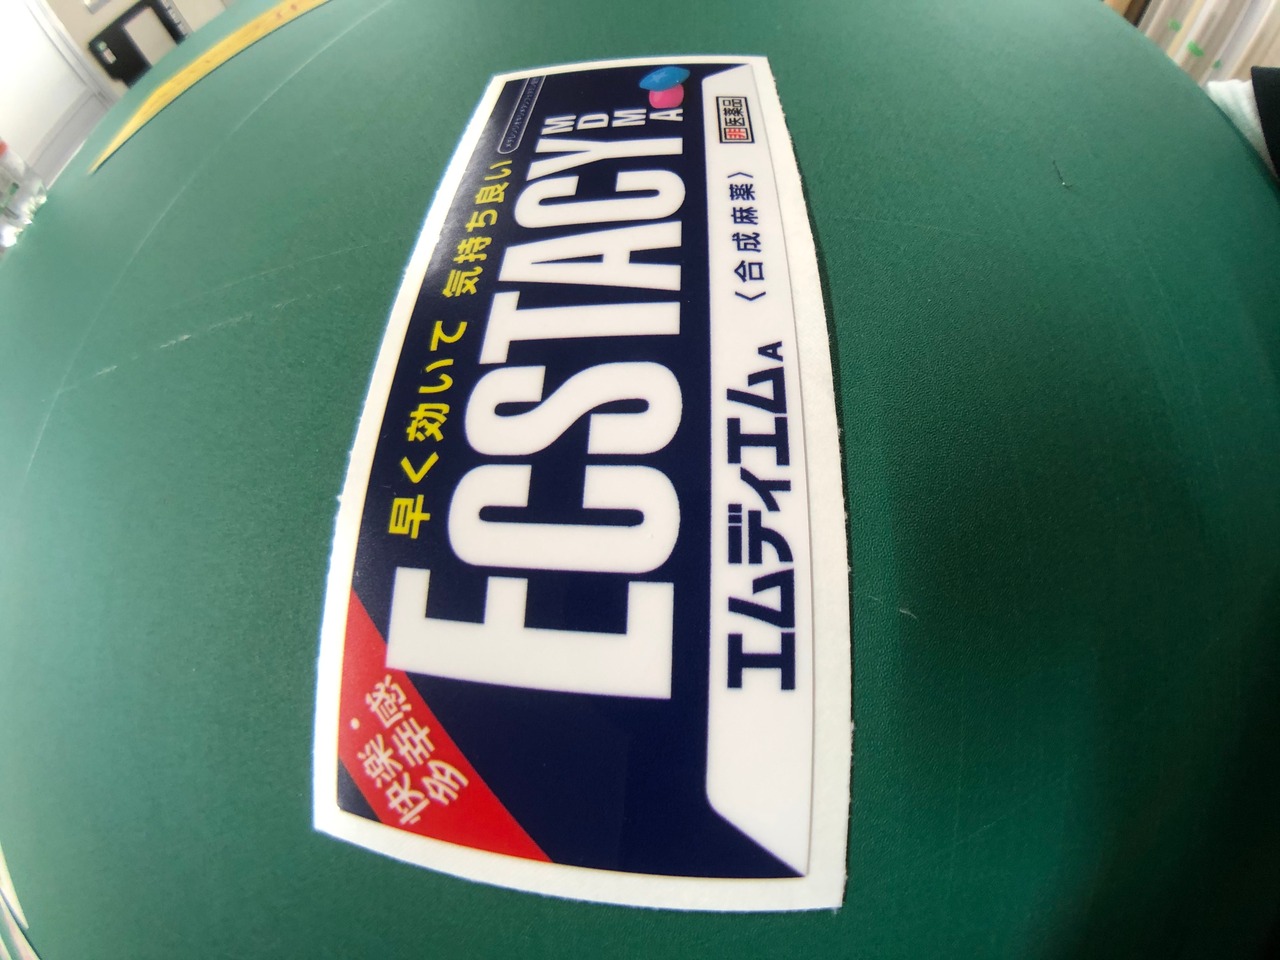 快楽・
多幸感
早く効いて 気持ち良い
ECSTACY
MDMA
エムディエムA
〈合成麻薬〉
非医薬品